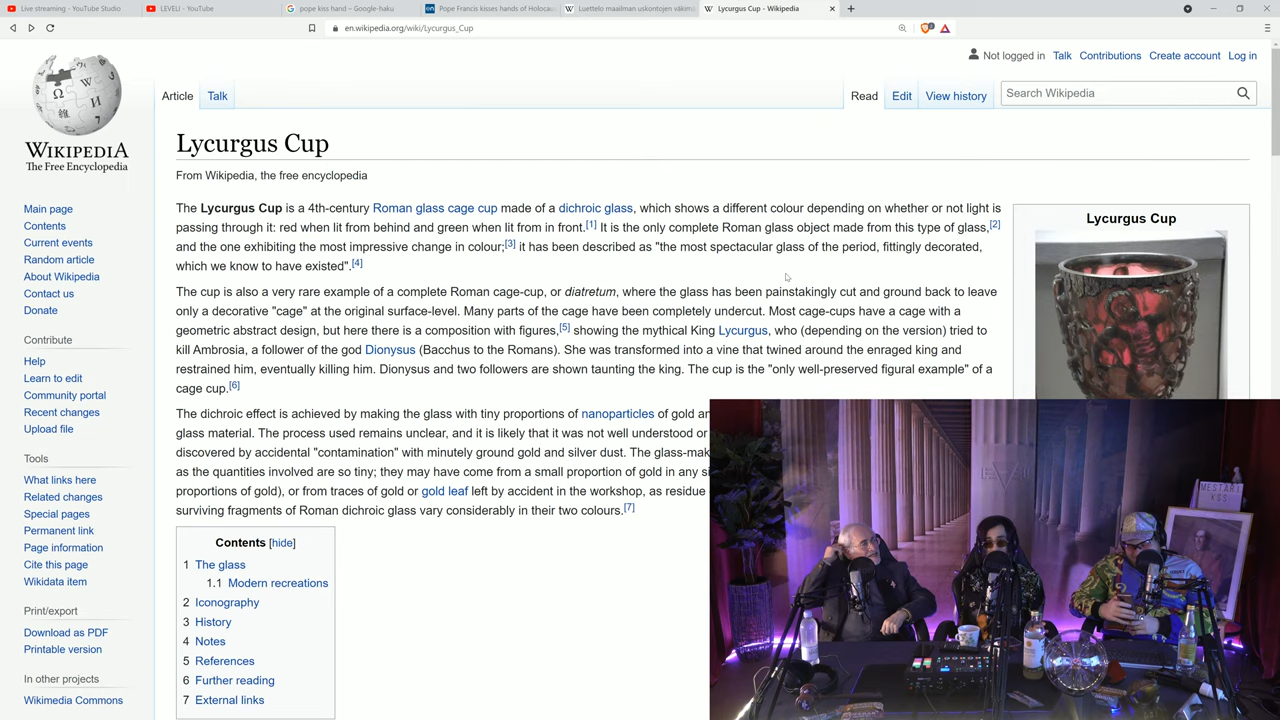 Live streaming - YouTube Studio
LEVELI - YouTube
pope kiss hand – Google-haku
Pope Francis kisses hands of Holocaus
Luettelo maailman uskontojen väkim
Lycurgus Cup - Wikipedia
en.wikipedia.org/wiki/Lycurgus_Cup
Not logged in Talk Contributions Create account Log in
Article Talk Read Edit View history Search Wikipedia
WIKIPEDIA
The Free Encyclopedia
Main page
Contents
Current events
Random article
About Wikipedia
Contact us
Donate
Contribute
Help
Learn to edit
Community portal
Recent changes
Upload file
Tools
What links here
Related changes
Special pages
Permanent link
Page information
Cite this page
Wikidata item
Print/export
Download as PDF
Printable version
In other projects
Wikimedia Commons
Lycurgus Cup
From Wikipedia, the free encyclopedia
The Lycurgus Cup is a 4th-century Roman glass cage cup made of a dichroic glass, which shows a different colour depending on whether or not light is
passing through it: red when lit from behind and green when lit from in front.[1] It is the only complete Roman glass object made from this type of glass,[2]
and the one exhibiting the most impressive change in colour;[3] it has been described as "the most spectacular glass of the period, fittingly decorated,
which we know to have existed".[4]
The cup is also a very rare example of a complete Roman cage-cup, or diatretum, where the glass has been painstakingly cut and ground back to leave
only a decorative "cage" at the original surface-level. Many parts of the cage have been completely undercut. Most cage-cups have a cage with a
geometric abstract design, but here there is a composition with figures,[5] showing the mythical King Lycurgus, who (depending on the version) tried to
kill Ambrosia, a follower of the god Dionysus (Bacchus to the Romans). She was transformed into a vine that twined around the enraged king and
restrained him, eventually killing him. Dionysus and two followers are shown taunting the king. The cup is the "only well-preserved figural example" of a
cage cup.[6]
The dichroic effect is achieved by making the glass with tiny proportions of nanoparticles of gold an
glass material. The process used remains unclear, and it is likely that it was not well understood or
discovered by accidental "contamination" with minutely ground gold and silver dust. The glass-mak
as the quantities involved are so tiny; they may have come from a small proportion of gold in any si
proportions of gold), or from traces of gold or gold leaf left by accident in the workshop, as residue
surviving fragments of Roman dichroic glass vary considerably in their two colours.[7]
Contents [hide]
1 The glass
1.1 Modern recreations
2 Iconography
3 History
4 Notes
5 References
6 Further reading
7 External links
Lycurgus Cup
MESTARI
KSS